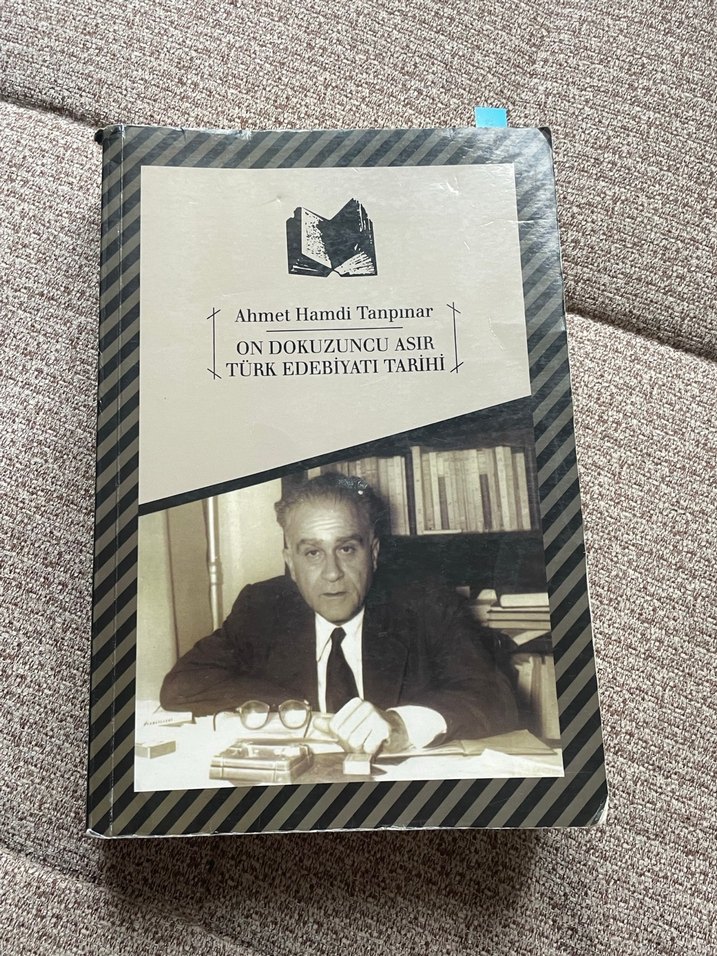 Ahmet Hamdi Tanpınar
ON DOKUZUNCU ASIR
TÜRK EDEBİYATI TARİHİ